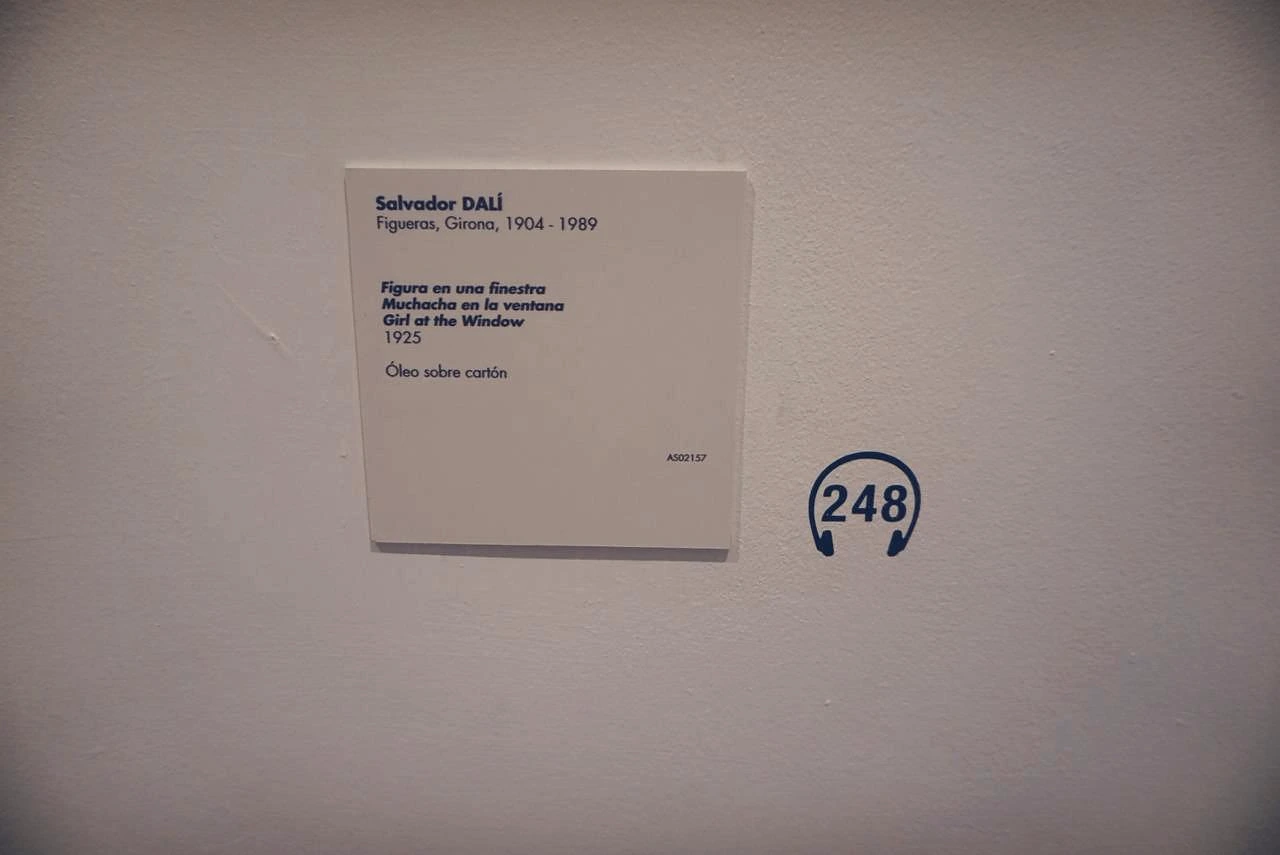 Salvador DALÍ
Figueras, Girona, 1904 - 1989
Figura en una finestra
Muchacha en la ventana
Girl at the Window
1925
Óleo sobre cartón
AS02157
248